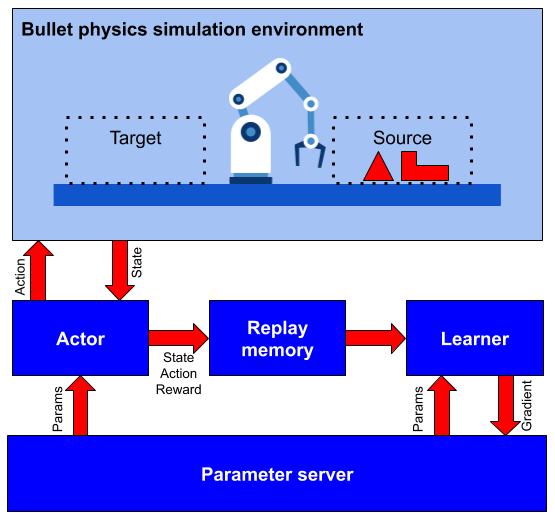 Bullet physics simulation environment
Target
Source
Action
State
Actor
Replay
memory
Learner
State
Action
Reward
Params
Params
Gradient
Parameter server